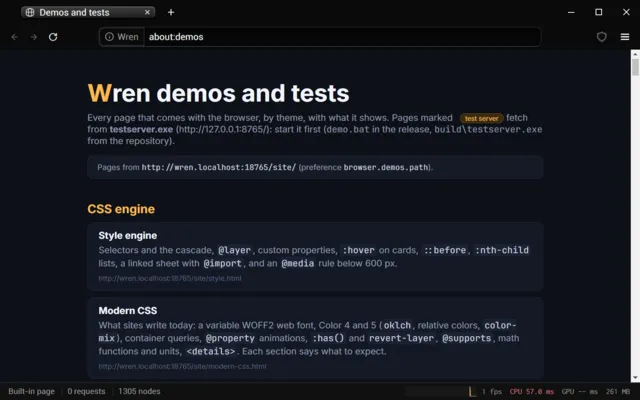 Demos and tests
Wren about:demos
Wren demos and tests
Every page that comes with the browser, by theme, with what it shows. Pages marked test server fetch
from testserver.exe (http://127.0.0.1:8765/): start it first (demo.bat in the release, build\testserver.exe
from the repository).
Pages from http://wren.localhost:18765/site/ (preference browser.demos.path).
CSS engine
Style engine
Selectors and the cascade, @layer, custom properties, :hover on cards, ::before, :nth-child
lists, a linked sheet with @import, and an @media rule below 600 px.
http://wren.localhost:18765/site/style.html
Modern CSS
What sites write today: a variable WOFF2 web font, Color 4 and 5 (oklch, relative colors, color-
mix), container queries, @property animations, :has() and revert-layer, @supports, math
functions and units, <details>. Each section says what to expect.
http://wren.localhost:18765/site/modern-css.html
Built-in page 0 requests 1305 nodes 1 fps CPU 57.0 ms GPU -- ms 261 MB